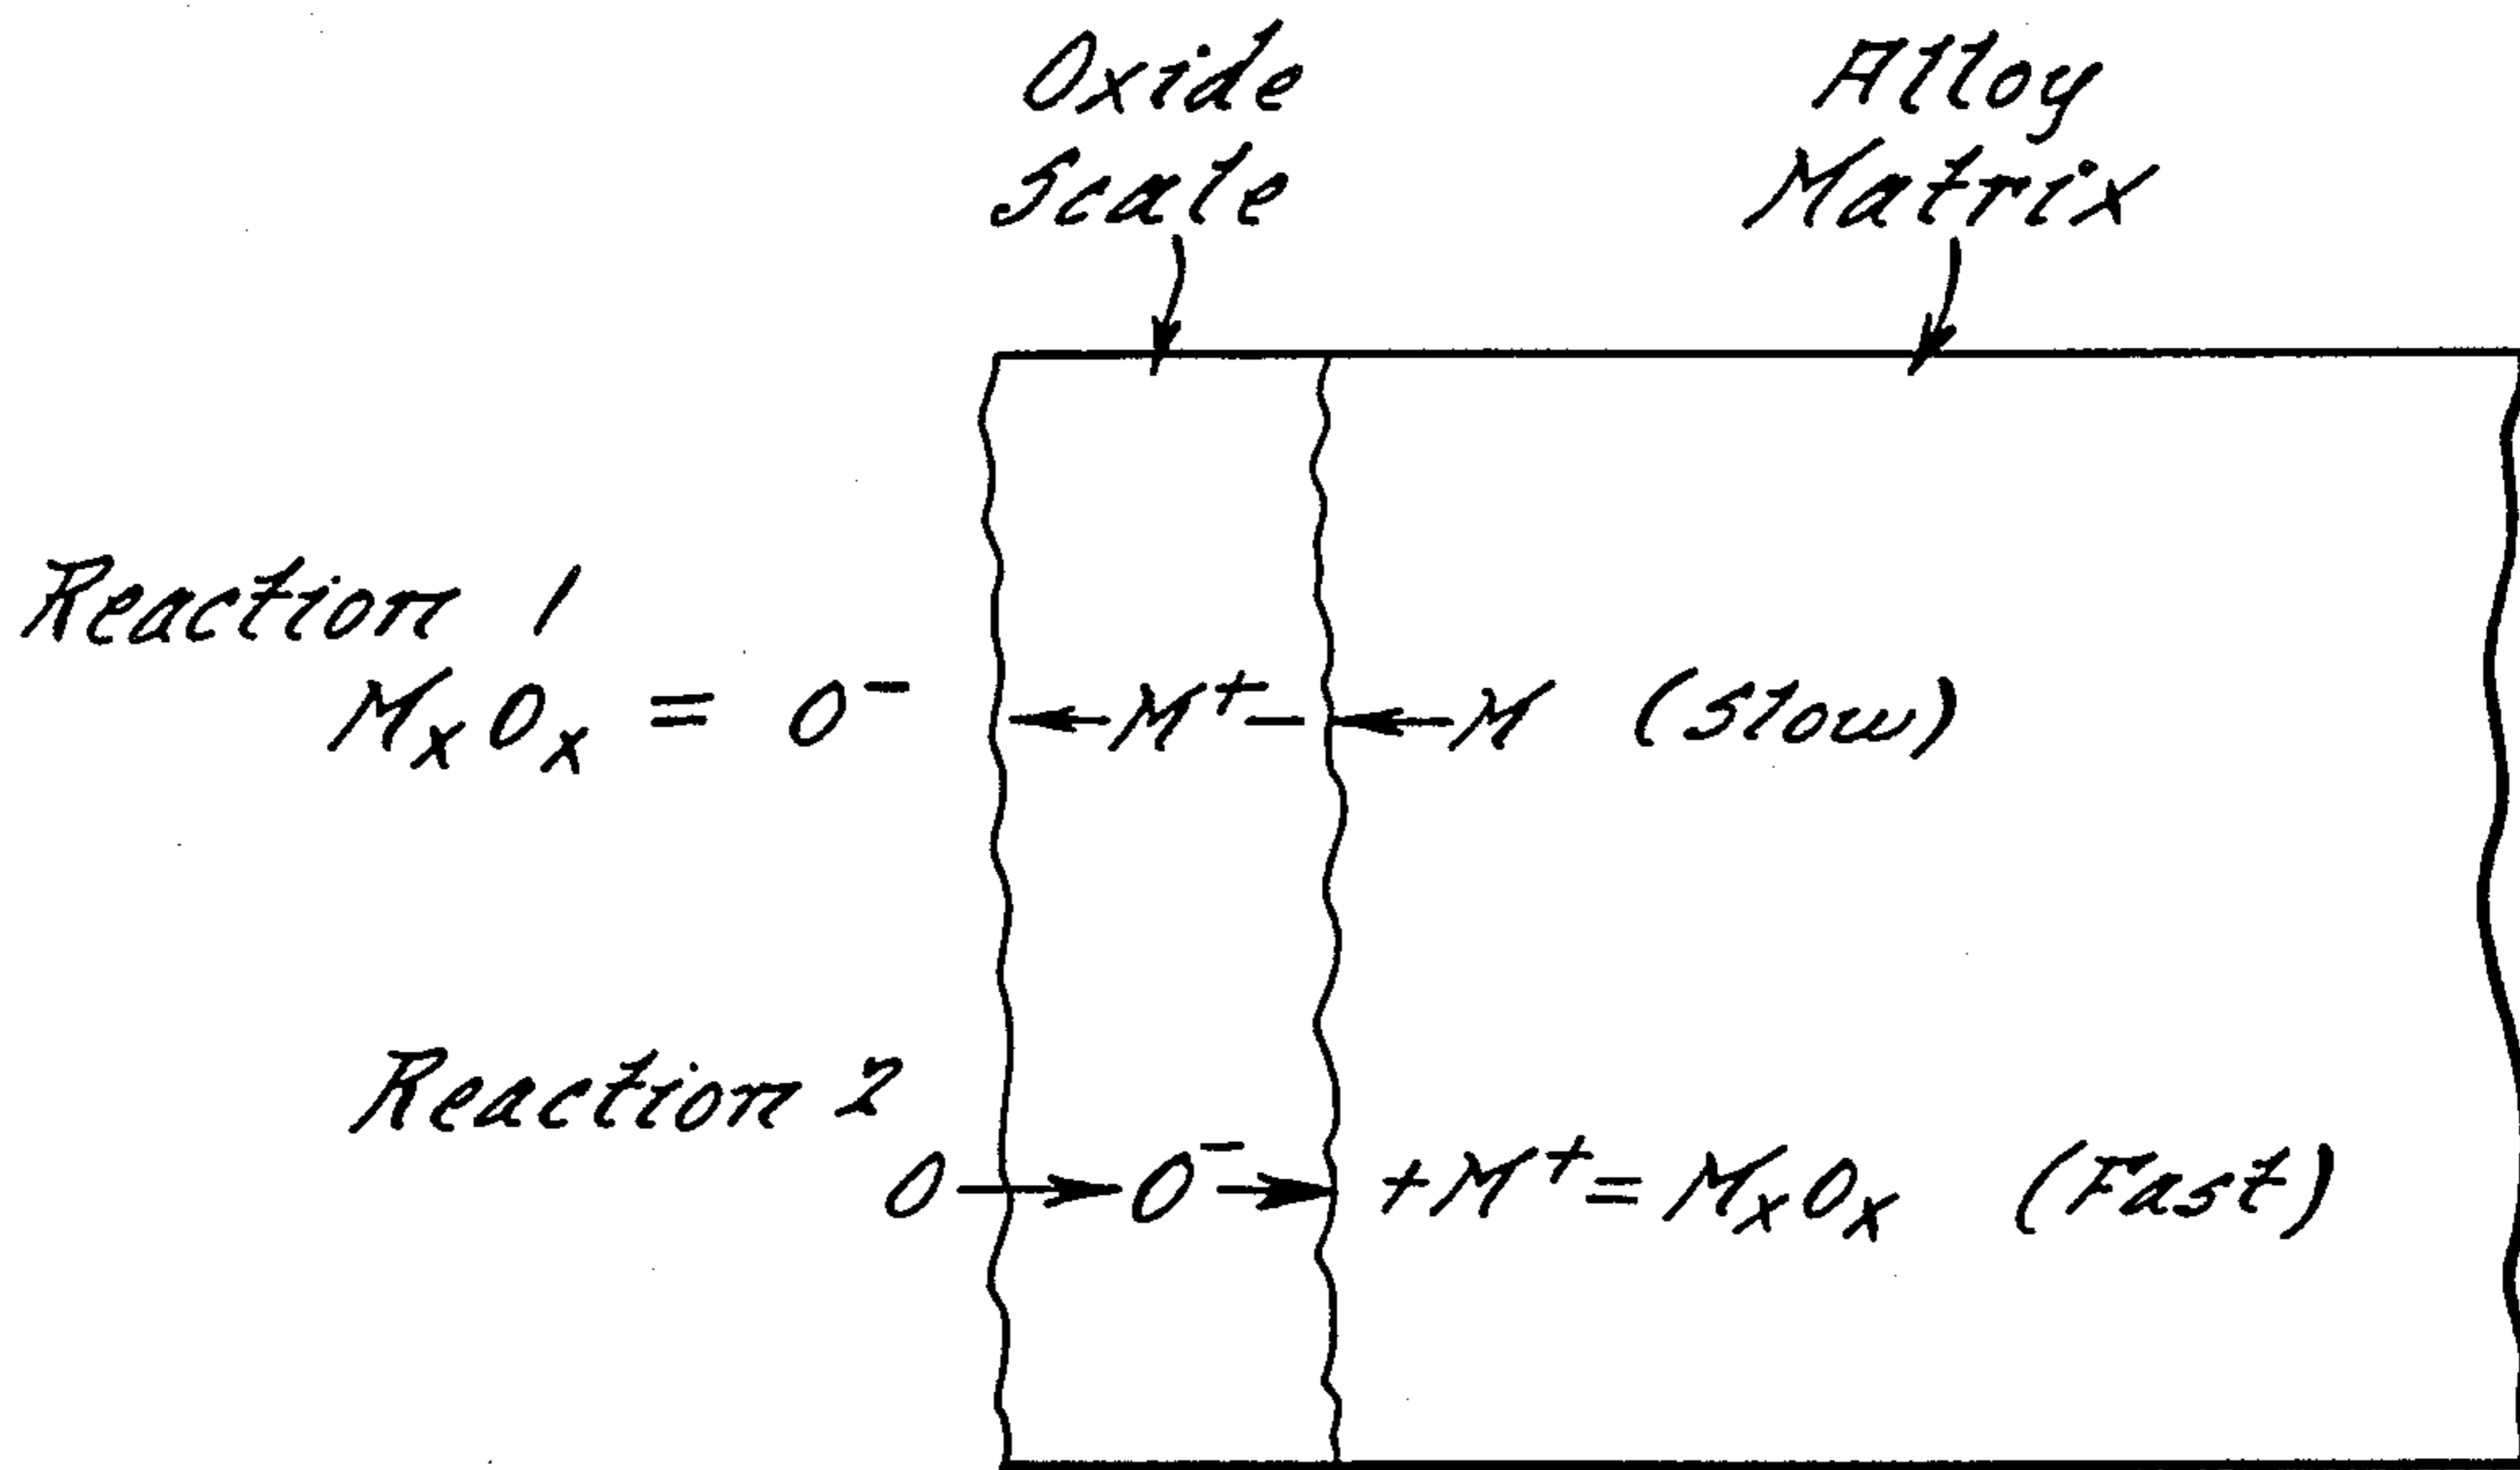 Oxide
Scale
Alloy
Matrix
Reaction 1
MxOx = O⁻ ←M⁺— ←M (Slow)
Reaction 2
O→O⁻→ +M⁺=MxOx (Fast)